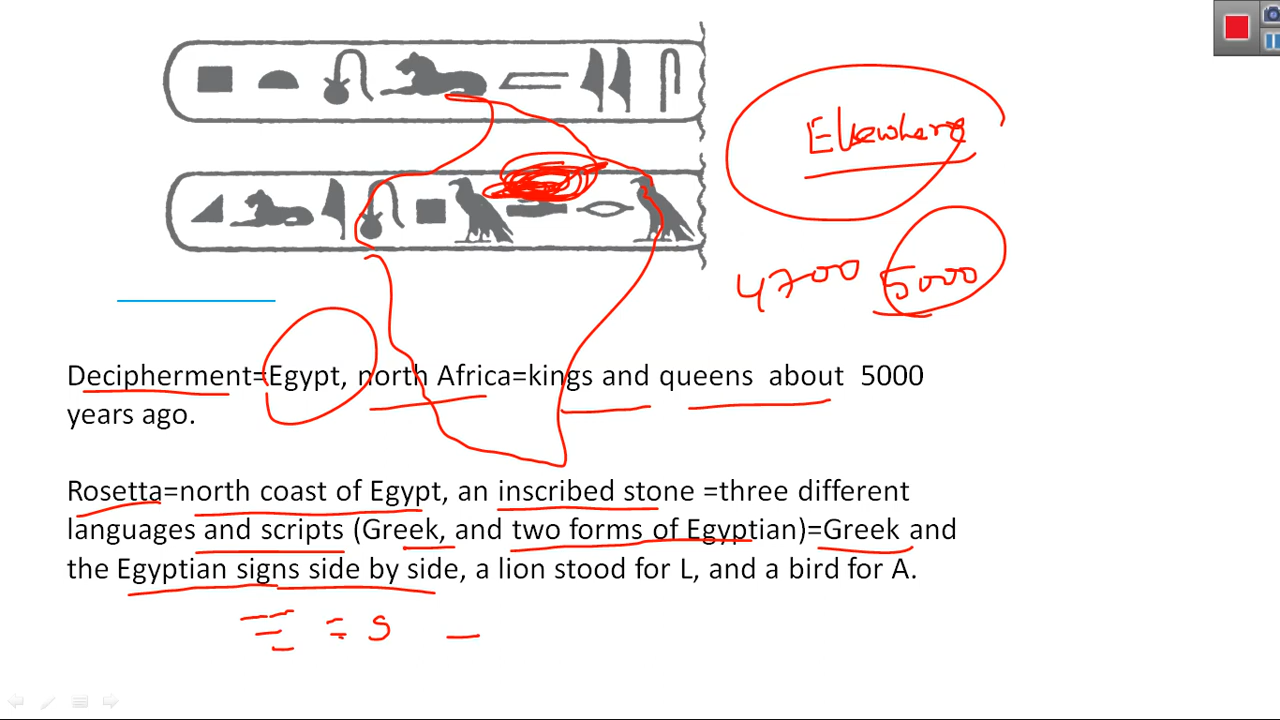 Elsewhere
4700 5000
Decipherment=Egypt, north Africa=kings and queens about 5000
years ago.
Rosetta=north coast of Egypt, an inscribed stone =three different
languages and scripts (Greek, and two forms of Egyptian)=Greek and
the Egyptian signs side by side, a lion stood for L, and a bird for A.